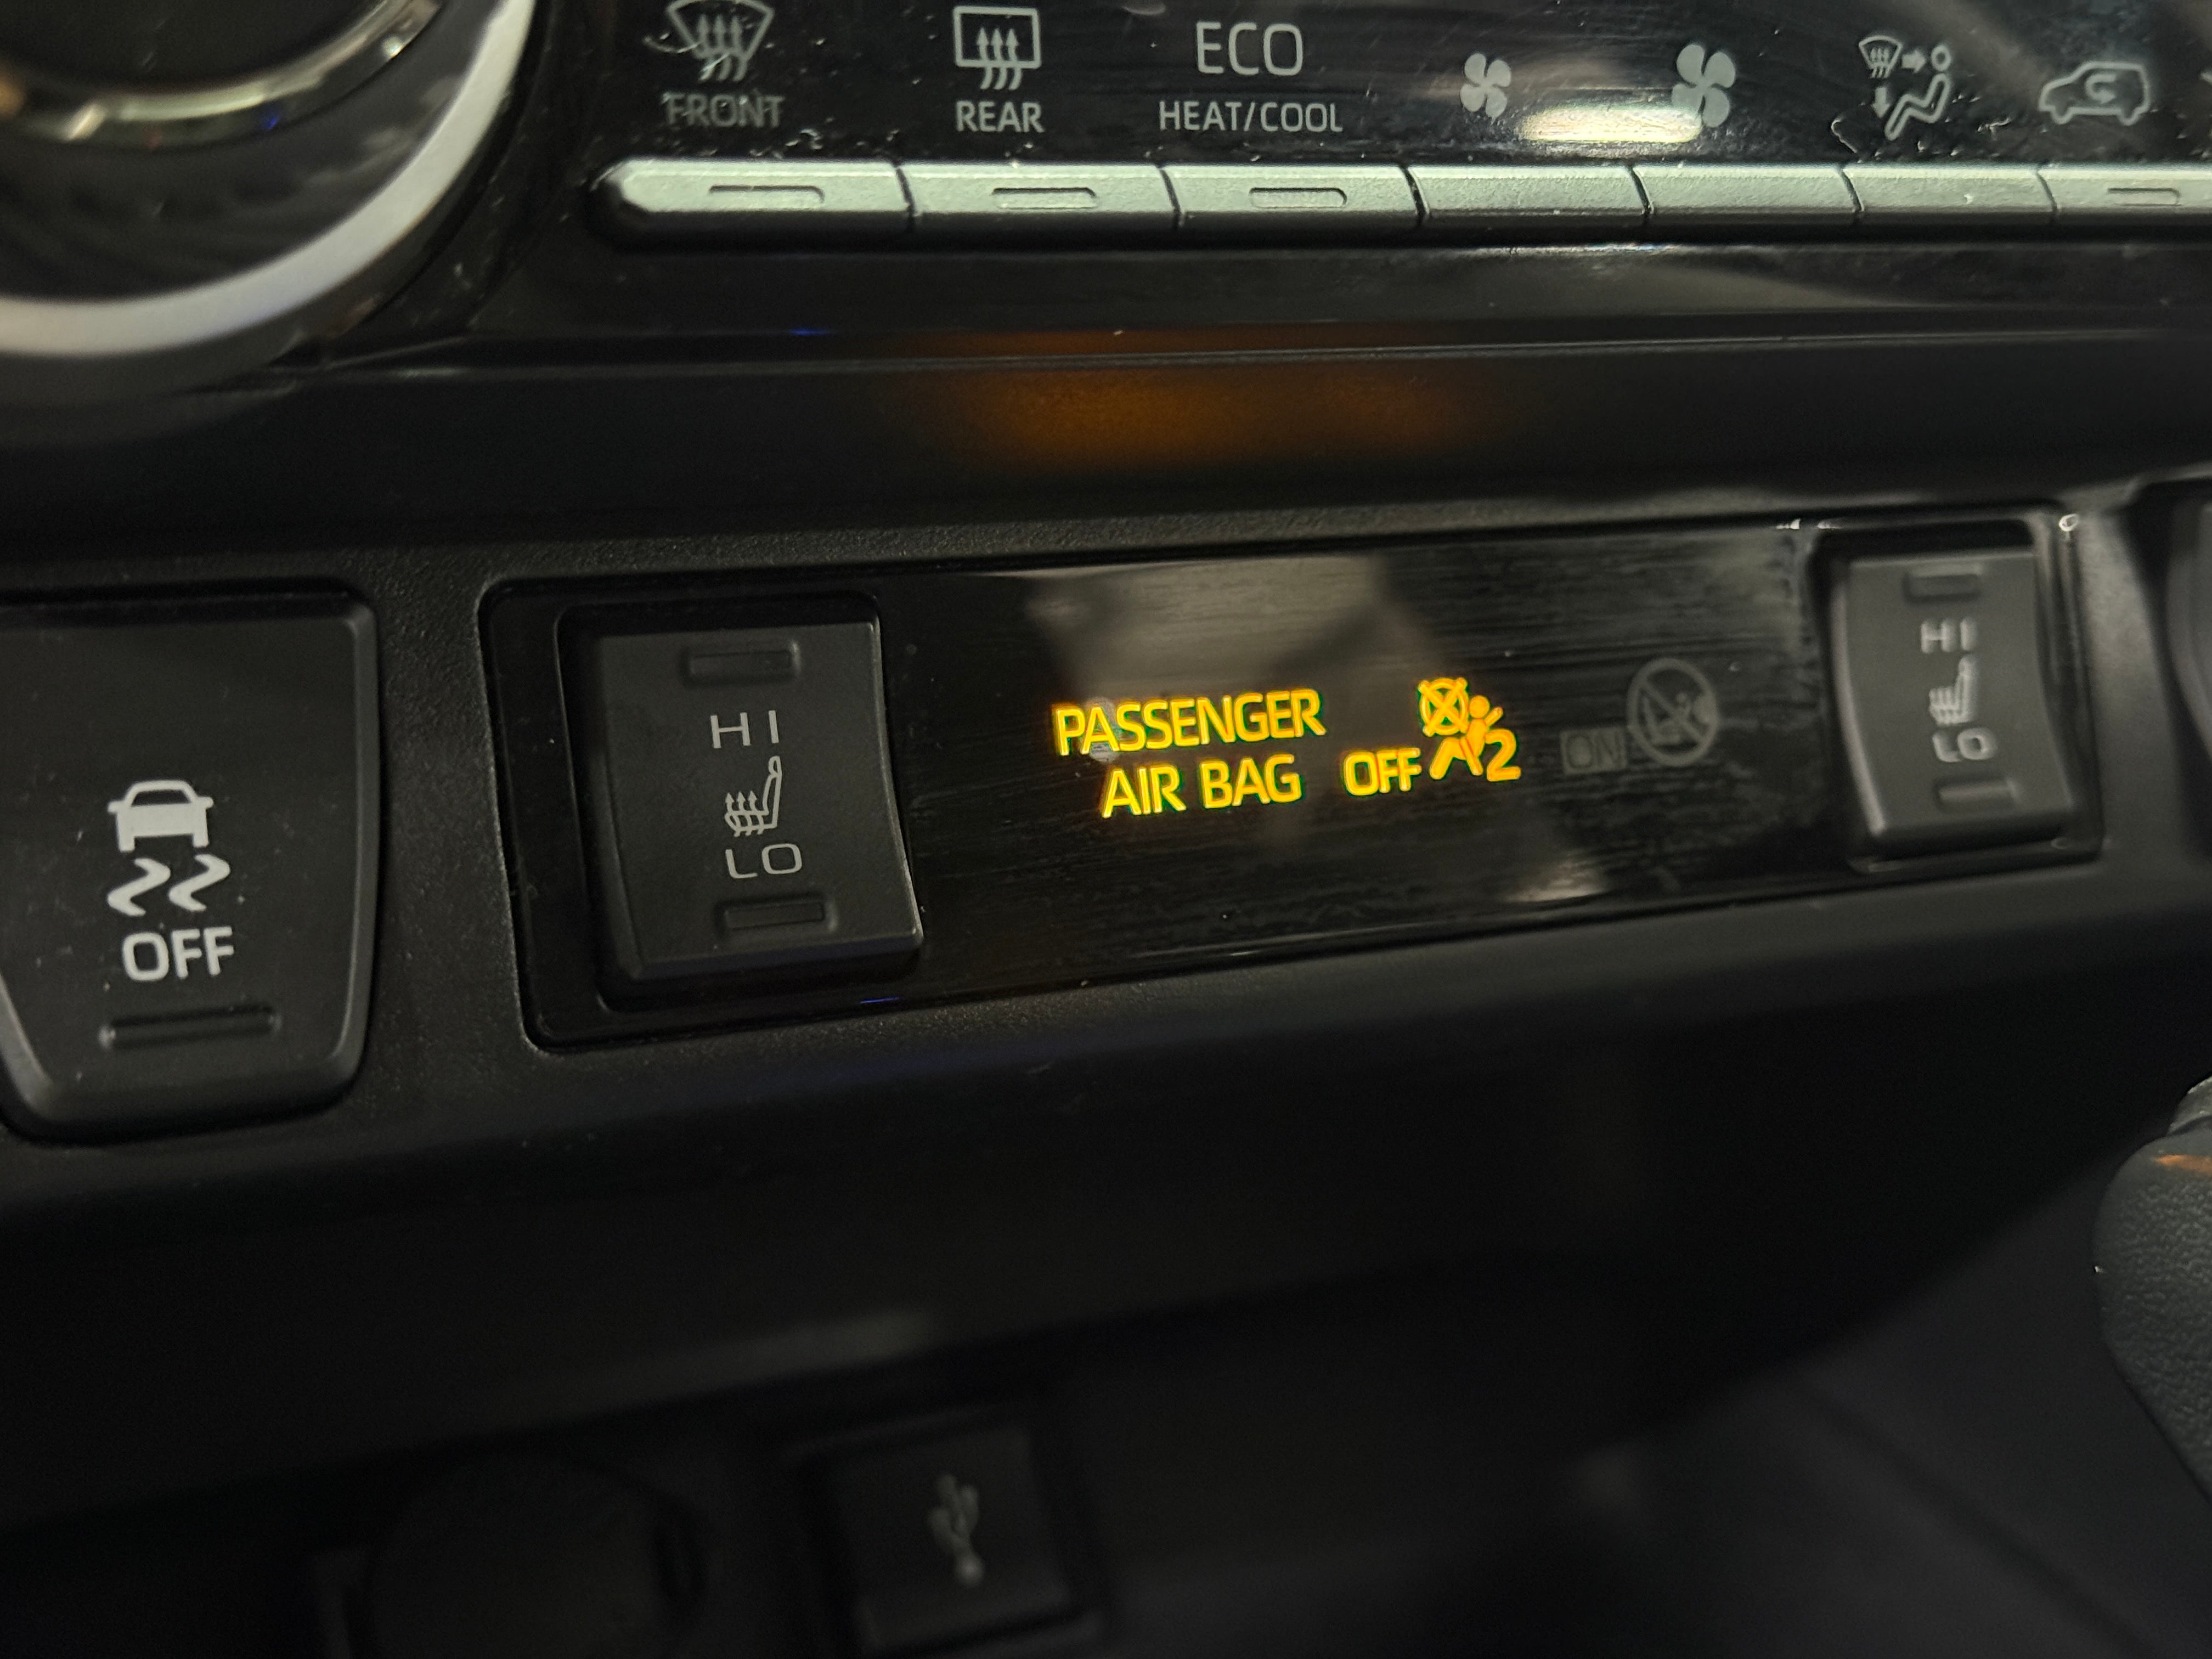 FRONT REAR ECO
HEAT/COOL
HI
LO
OFF
PASSENGER
AIR BAG OFF 2
ON
HI
LO